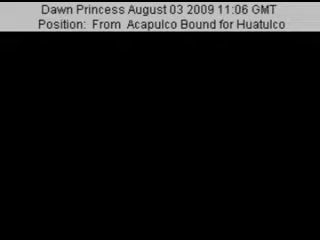 Dawn Princess August 03 2009 11:06 GMT
Position: From Acapulco Bound for Huatulco